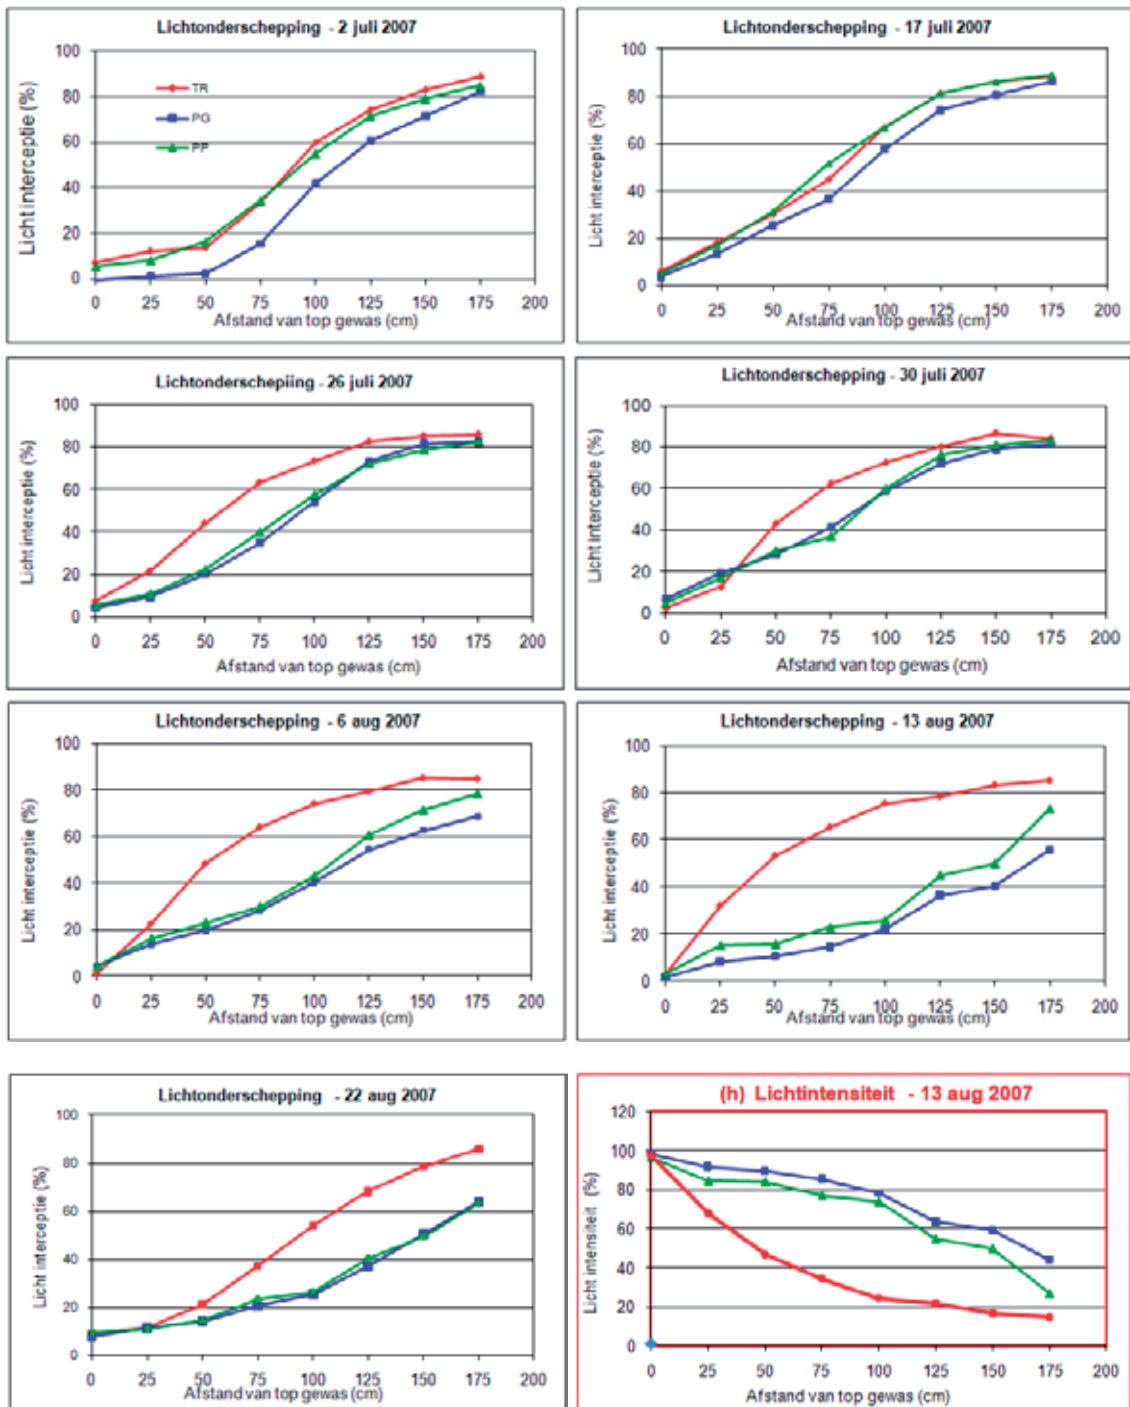 Lichtonderschepping - 2 juli 2007
Licht interceptie (%)
100
80
60
40
20
0
TR
PG
PP
0 25 50 75 100 125 150 175 200
Afstand van top gewas (cm)
Lichtonderschepping - 17 juli 2007
Licht interceptie (%)
100
80
60
40
20
0
0 25 50 75 100 125 150 175 200
Afstand van top gewas (cm)
Lichtonderschepiing - 26 juli 2007
Licht interceptie (%)
100
80
60
40
20
0
0 25 50 75 100 125 150 175 200
Afstand van top gewas (cm)
Lichtonderschepping - 30 juli 2007
Licht interceptie (%)
100
80
60
40
20
0
0 25 50 75 100 125 150 175 200
Afstand van top gewas (cm)
Lichtonderschepping - 6 aug 2007
Licht interceptie (%)
100
80
60
40
20
0
0 25 50 75 100 125 150 175 200
Afstand van top gewas (cm)
Lichtonderschepping - 13 aug 2007
Licht interceptie (%)
100
80
60
40
20
0
0 25 50 75 100 125 150 175 200
Afstand van top gewas (cm)
Lichtonderschepping - 22 aug 2007
Licht interceptie (%)
100
80
60
40
20
0
0 25 50 75 100 125 150 175 200
Afstand van top gewas (cm)
(h) Lichtintensiteit - 13 aug 2007
Licht intensiteit (%)
120
100
80
60
40
20
0
0 25 50 75 100 125 150 175 200
Afstand van top gewas (cm)